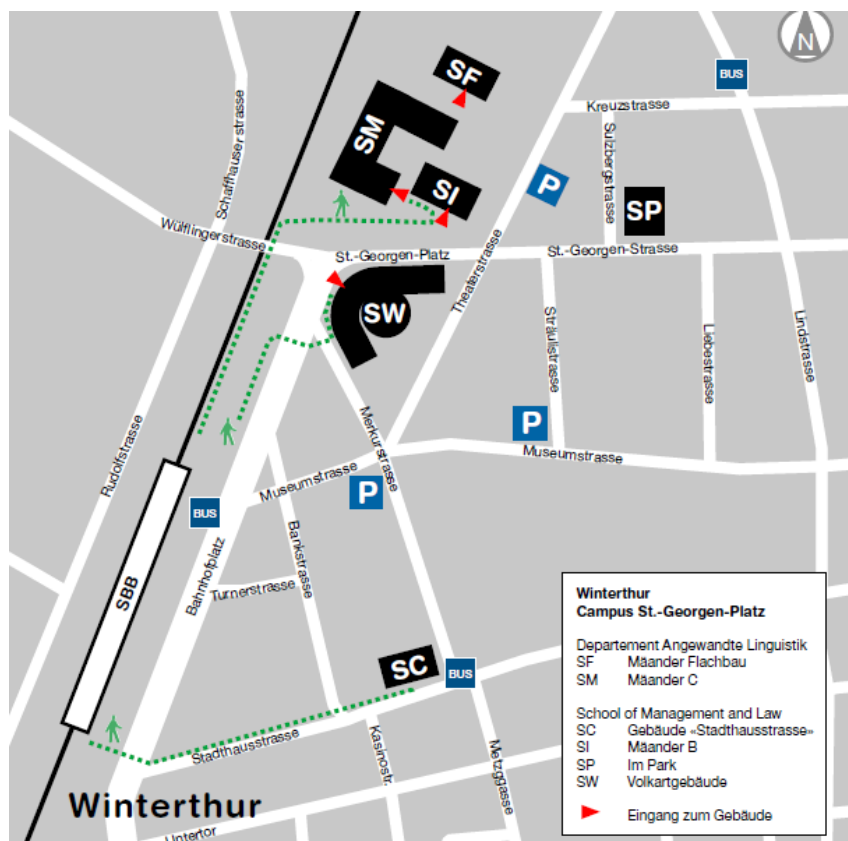 N
BUS
SF
Kreuzstrasse
SM
Sulzbergstrasse
Schaffhauserstrasse
P
SI
SP
Wülflingerstrasse
St.-Georgen-Platz
St.-Georgen-Strasse
Theaterstrasse
SW
Sträulistrasse
Liebestrasse
Lindstrasse
Merkurstrasse
P
Museumstrasse
Rudolfstrasse
Museumstrasse
P
BUS
Bankstrasse
Bahnhofplatz
SBB
Turnerstrasse
SC
BUS
Stadthausstrasse
Kasinostr.
Metzggasse
Winterthur
Untertor
Winterthur
Campus St.-Georgen-Platz
Departement Angewandte Linguistik
SF Mäander Flachbau
SM Mäander C
School of Management and Law
SC Gebäude «Stadthausstrasse»
SI Mäander B
SP Im Park
SW Volkartgebäude
Eingang zum Gebäude